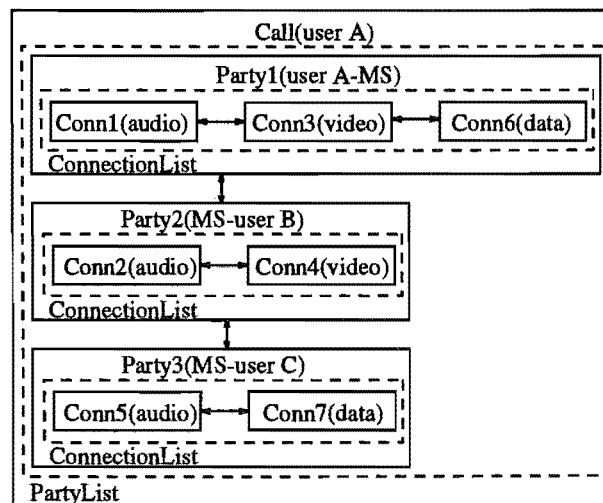 Call(user A)
Party1(user A-MS)
Conn1(audio) Conn3(video) Conn6(data)
ConnectionList
Party2(MS-user B)
Conn2(audio) Conn4(video)
ConnectionList
Party3(MS-user C)
Conn5(audio) Conn7(data)
ConnectionList
PartyList